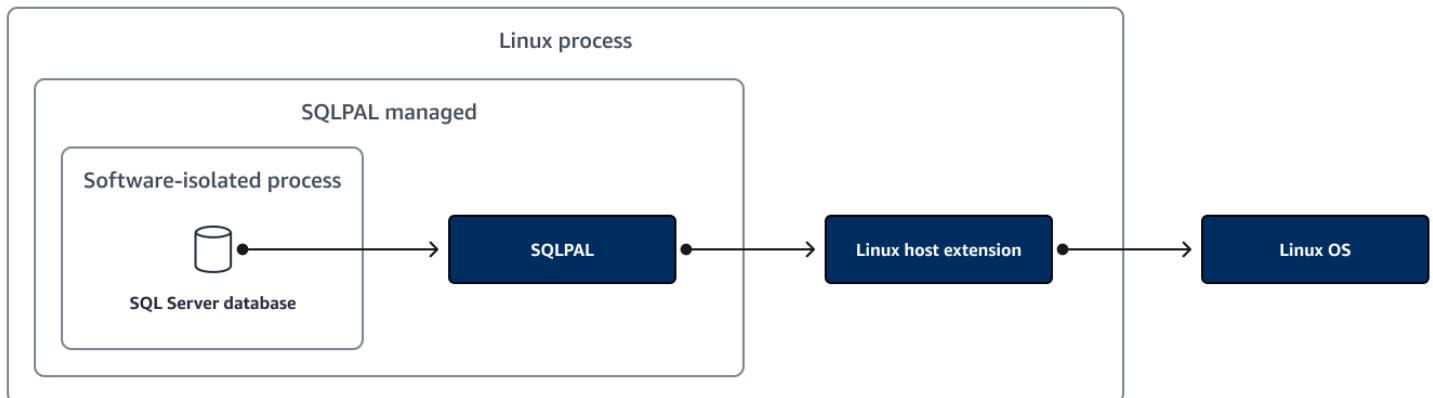 Linux process
SQLPAL managed
Software-isolated process
SQL Server database
SQLPAL
Linux host extension
Linux OS